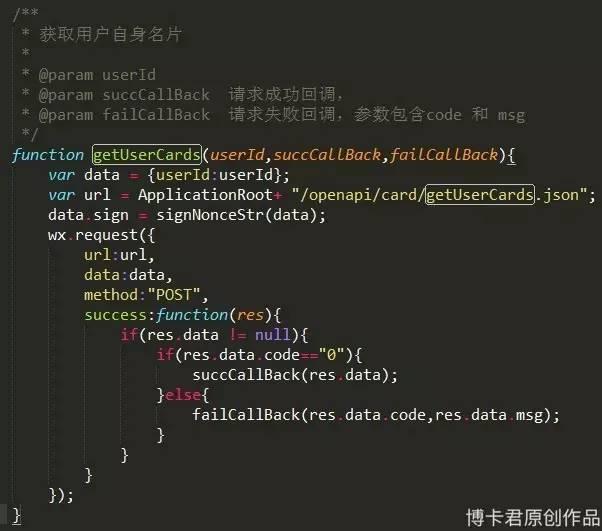 /**
 * 获取用户自身名片
 *
 * @param userId
 * @param succCallBack  请求成功回调，
 * @param failCallBack  请求失败回调，参数包含code 和 msg
 */
function getUserCards(userId,succCallBack,failCallBack){
    var data = {userId:userId};
    var url = ApplicationRoot+ "/openapi/card/getUserCards.json";
    data.sign = signNonceStr(data);
    wx.request({
        url:url,
        data:data,
        method:"POST",
        success:function(res){
            if(res.data != null){
                if(res.data.code=="0"){
                    succCallBack(res.data);
                }else{
                    failCallBack(res.data.code,res.data.msg);
                }
            }
        }
    });
}
博卡君原创作品